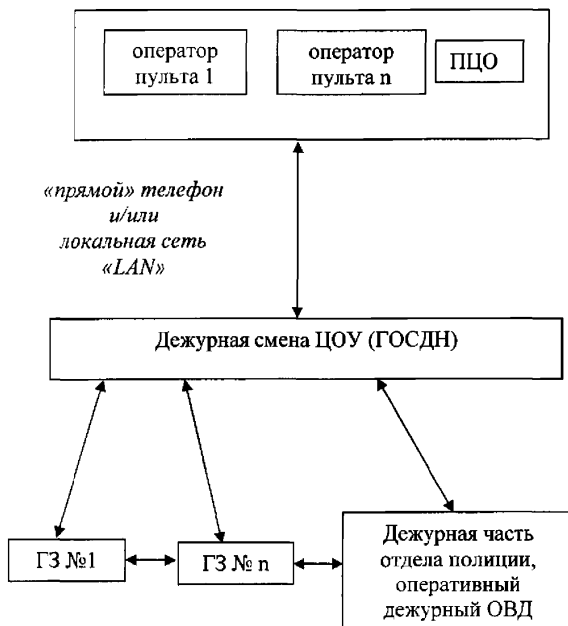 оператор
пульта 1
оператор
пульта n
ПЦО
«прямой» телефон
и/или
локальная сеть
«LAN»
Дежурная смена ЦОУ (ГОСДН)
ГЗ №1
ГЗ № n
Дежурная часть
отдела полиции,
оперативный
дежурный ОВД